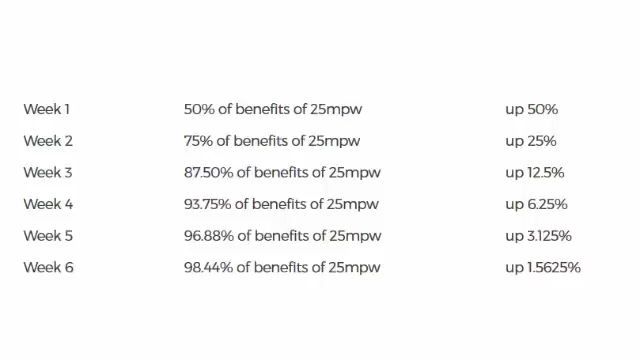 Week 1 50% of benefits of 25mpw up 50%
Week 2 75% of benefits of 25mpw up 25%
Week 3 87.50% of benefits of 25mpw up 12.5%
Week 4 93.75% of benefits of 25mpw up 6.25%
Week 5 96.88% of benefits of 25mpw up 3.125%
Week 6 98.44% of benefits of 25mpw up 1.5625%